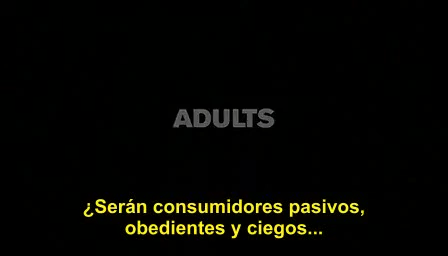 ADULTS
¿Serán consumidores pasivos,
obedientes y ciegos...